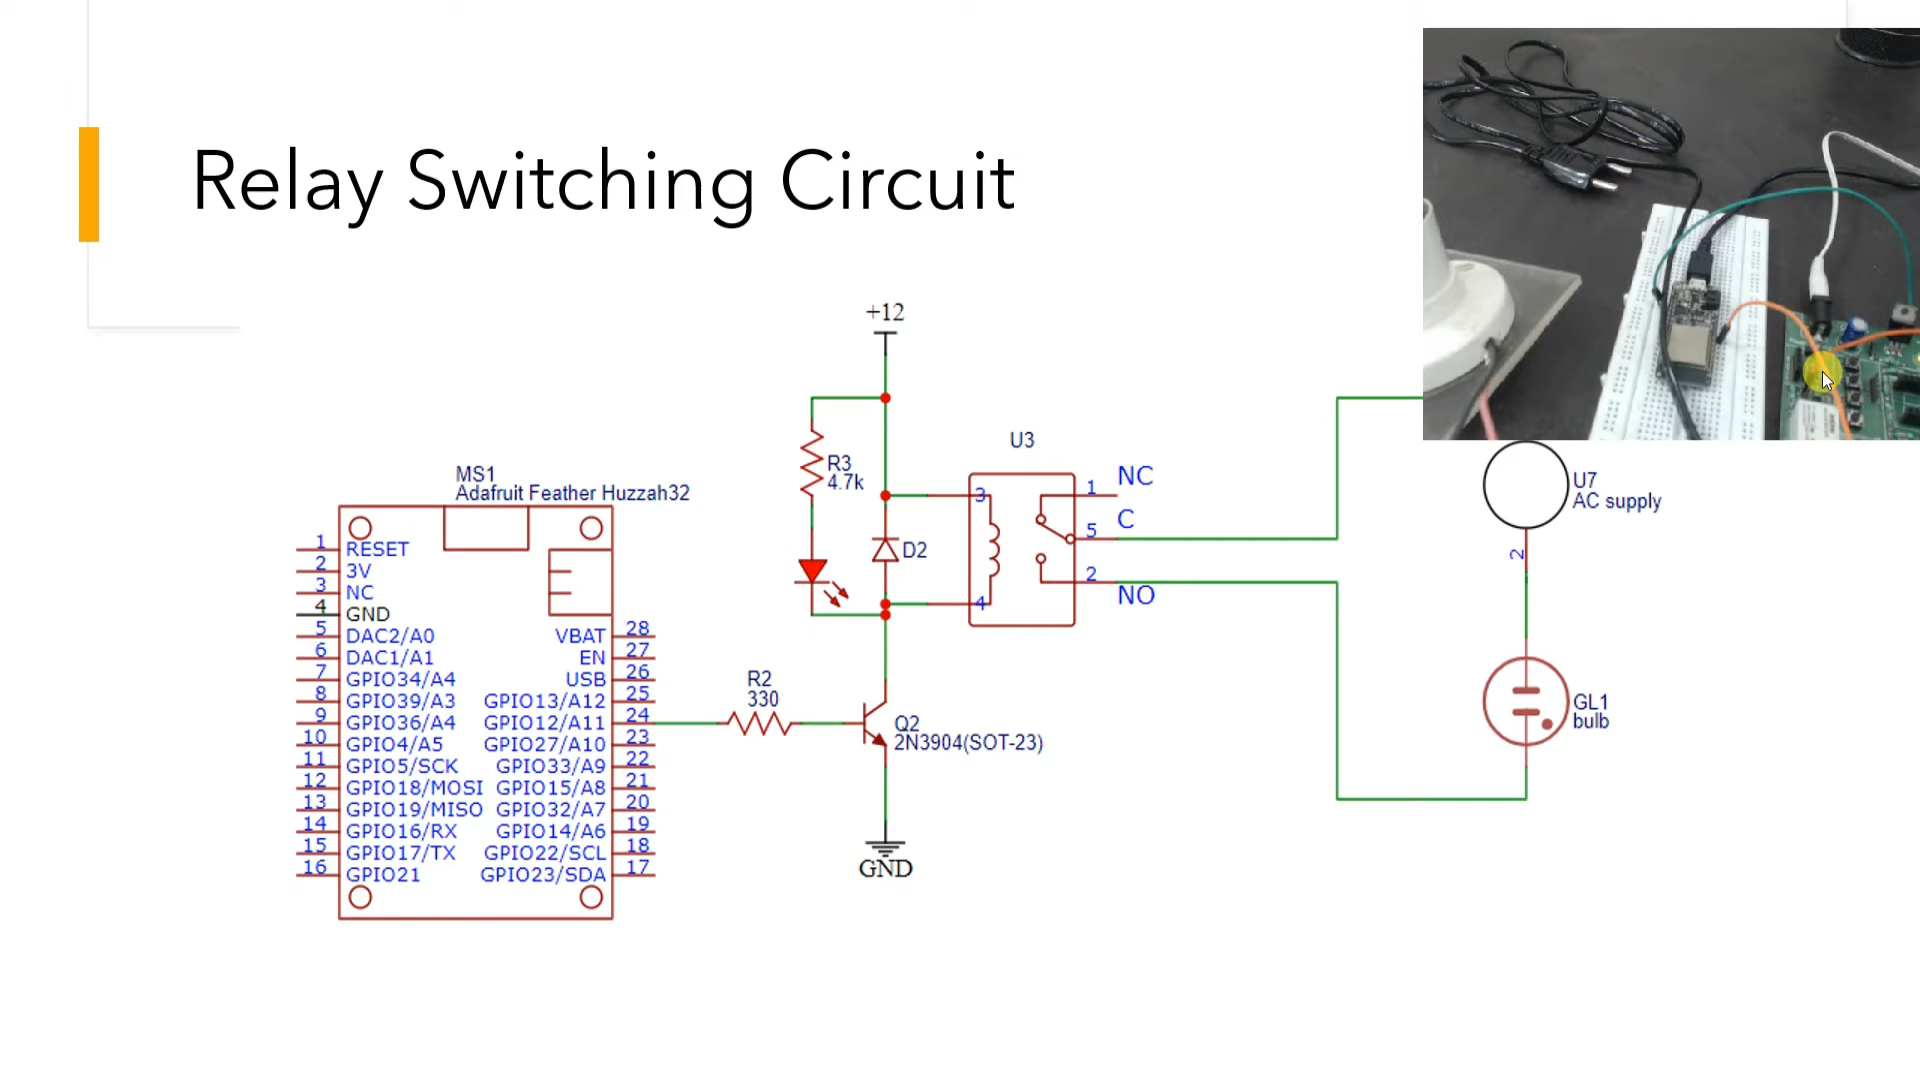 Relay Switching Circuit
+12
R3
4.7k
U3
NC
C
NO
3
4
1
5
2
D2
MS1
Adafruit Feather Huzzah32
1 RESET
2 3V
3 NC
4 GND
5 DAC2/A0
6 DAC1/A1
7 GPIO34/A4
8 GPIO39/A3
9 GPIO36/A4
10 GPIO4/A5
11 GPIO5/SCK
12 GPIO18/MOSI
13 GPIO19/MISO
14 GPIO16/RX
15 GPIO17/TX
16 GPIO21
VBAT 28
EN 27
USB 26
GPIO13/A12 25
GPIO12/A11 24
GPIO27/A10 23
GPIO33/A9 22
GPIO15/A8 21
GPIO32/A7 20
GPIO14/A6 19
GPIO22/SCL 18
GPIO23/SDA 17
R2
330
Q2
2N3904(SOT-23)
GND
U7
AC supply
2
GL1
bulb